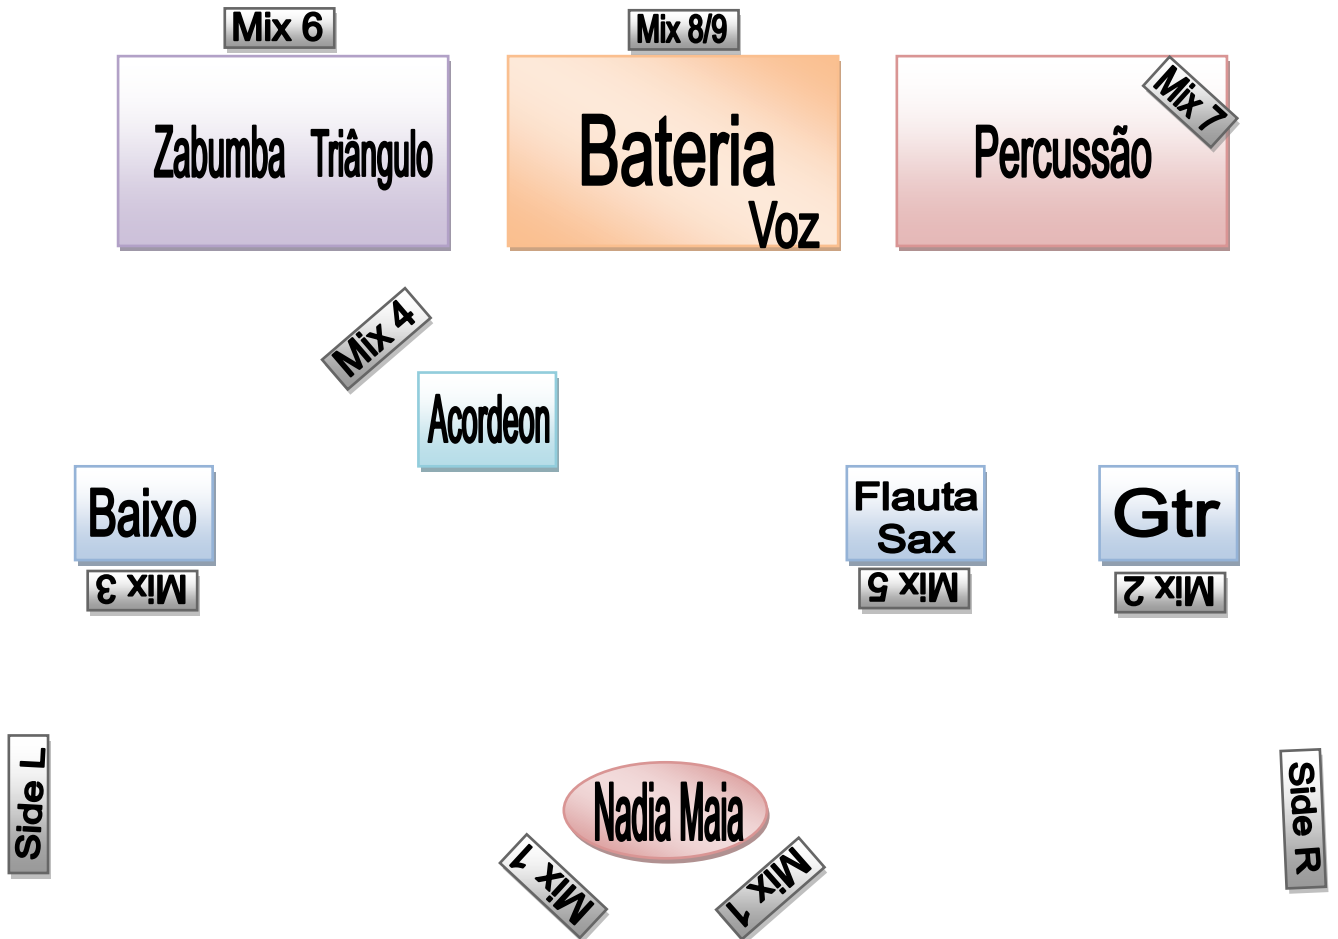 Mix 6
Mix 8/9
Mix 7
Zabumba Triângulo
Bateria
Voz
Percussão
Mix 4
Acordeon
Baixo
Mix 3
Flauta
Sax
Mix 5
Gtr
Mix 2
Side L
Nadia Maia
Mix 1
Mix 1
Side R